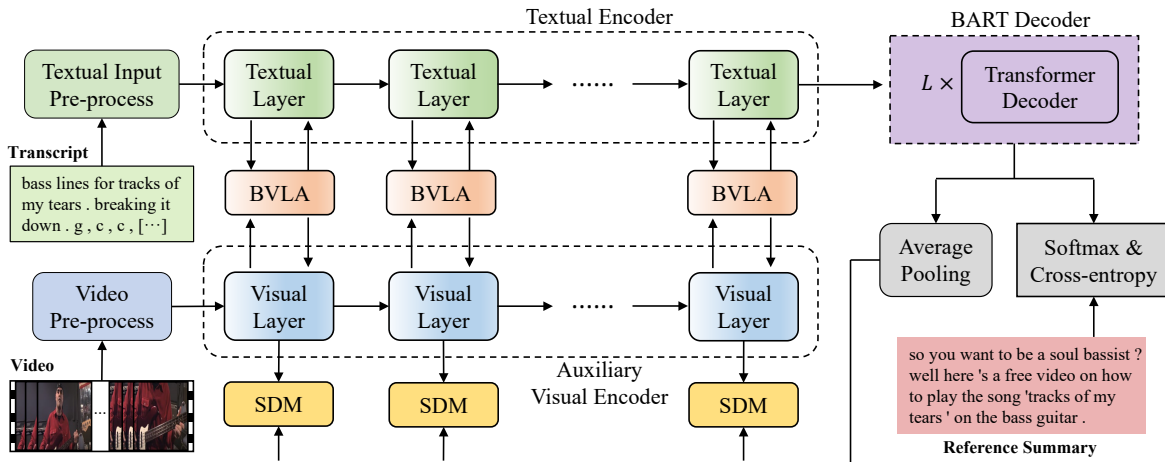 Textual Encoder
BART Decoder
Textual Input
Pre-process
Textual
Layer
Textual
Layer
......
Textual
Layer
L ×
Transformer
Decoder
Transcript
bass lines for tracks of
my tears . breaking it
down . g , c , c , [⋯]
BVLA
BVLA
BVLA
Average
Pooling
Softmax &
Cross-entropy
Video
Pre-process
Visual
Layer
Visual
Layer
......
Visual
Layer
Video
...
Auxiliary
Visual Encoder
SDM
SDM
SDM
so you want to be a soul bassist ?
well here 's a free video on how
to play the song 'tracks of my
tears ' on the bass guitar .
Reference Summary